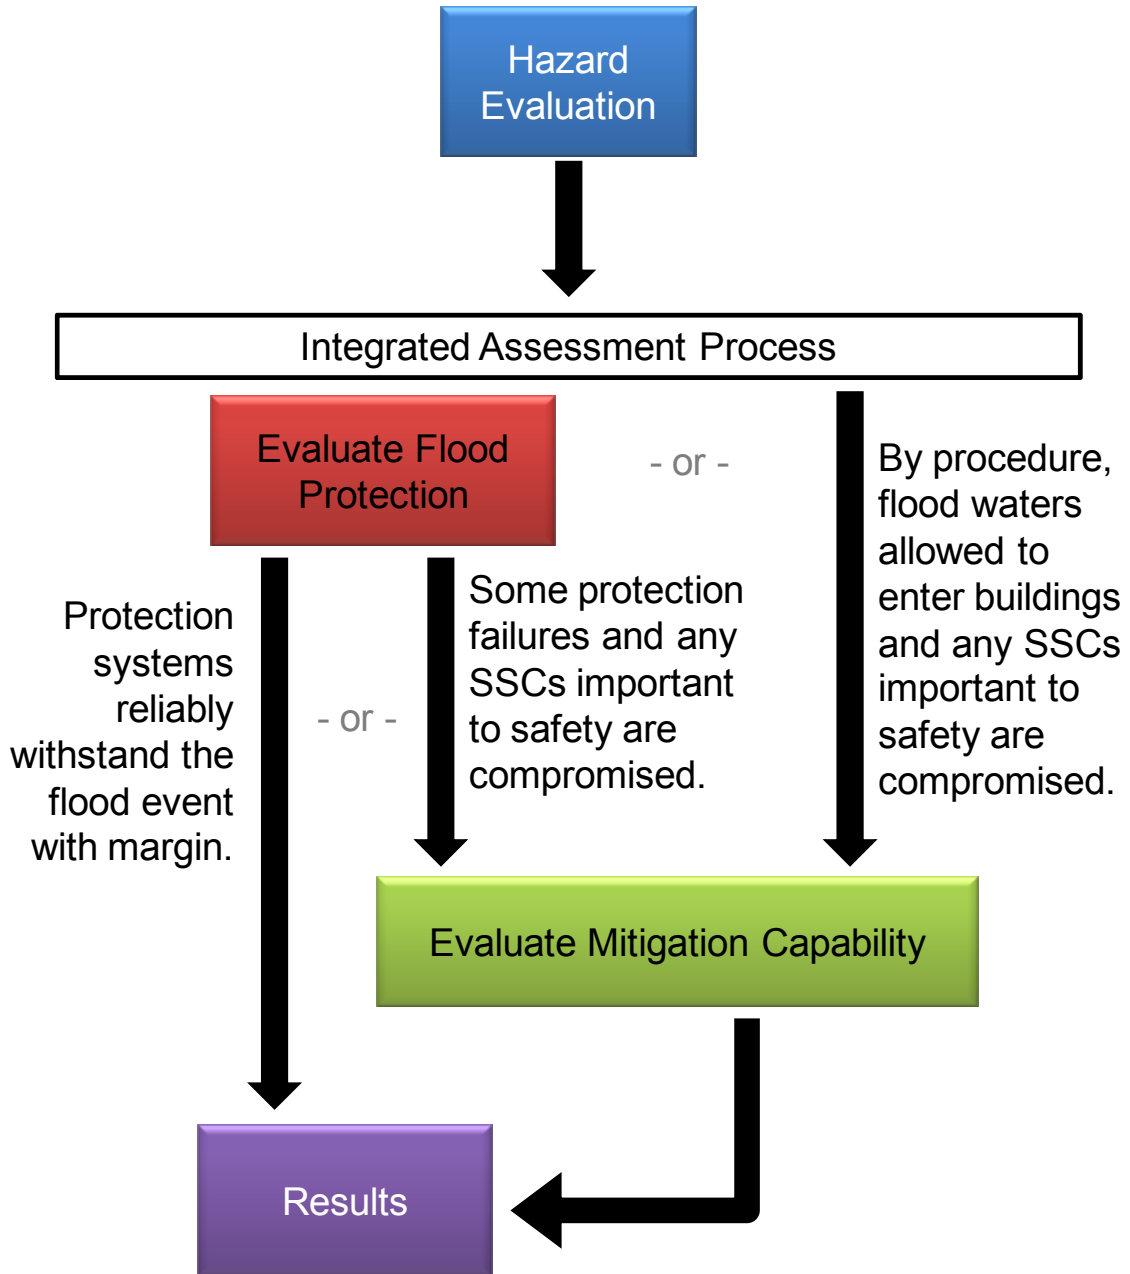 Hazard
Evaluation
Integrated Assessment Process
Evaluate Flood
Protection
- or -
By procedure,
flood waters
allowed to
enter buildings
and any SSCs
important to
safety are
compromised.
Protection
systems
reliably
withstand the
flood event
with margin.
- or -
Some protection
failures and any
SSCs important
to safety are
compromised.
Evaluate Mitigation Capability
Results